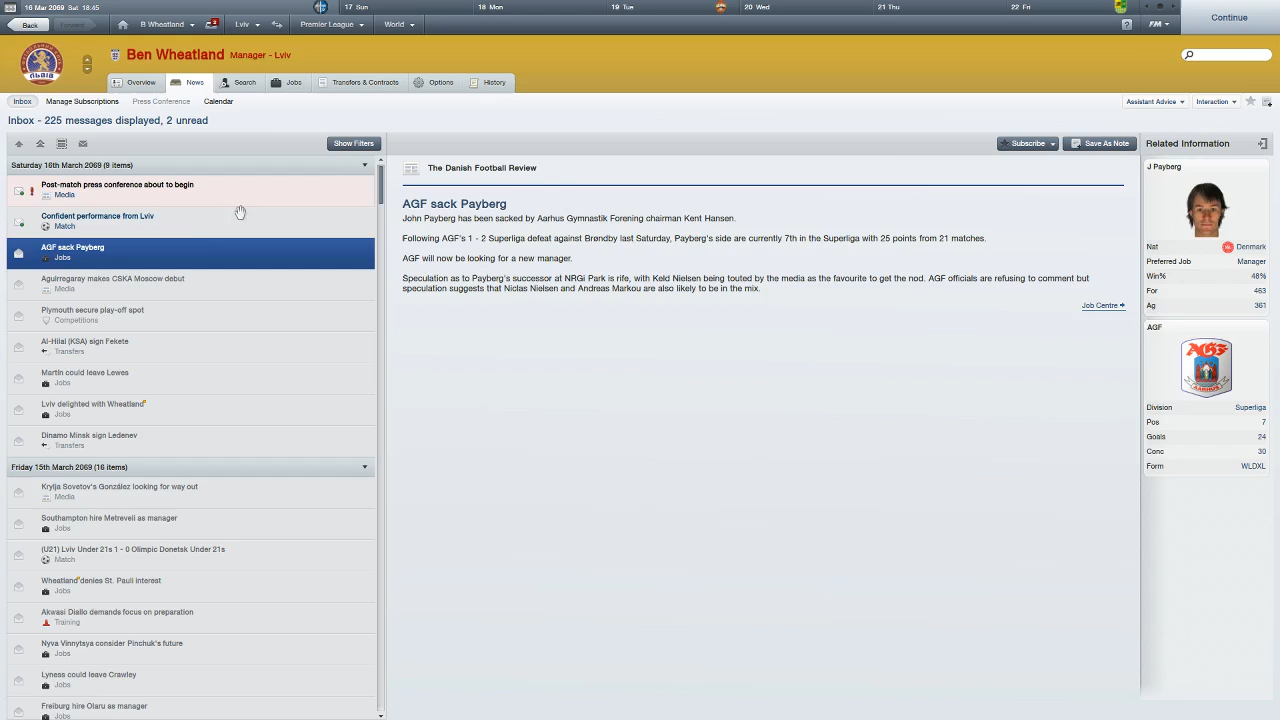 16 Mar 2069 Sat 18:45
17 Sun
18 Mon
19 Tue
20 Wed
21 Thu
22 Fri
Continue
Back
Forward
B Wheatland
3
Lviv
Premier League
World
?
FM
Ben Wheatland
Manager - Lviv
Overview
News
Search
Jobs
Transfers & Contracts
Options
History
Inbox
Manage Subscriptions
Press Conference
Calendar
Assistant Advice
Interaction
Inbox - 225 messages displayed, 2 unread
Show Filters
Saturday 16th March 2069 (9 items)
Post-match press conference about to begin
Media
Confident performance from Lviv
Match
AGF sack Payberg
Jobs
Aguirregaray makes CSKA Moscow debut
Media
Plymouth secure play-off spot
Competitions
Al-Hilal (KSA) sign Fekete
Transfers
Martin could leave Lewes
Jobs
Lviv delighted with Wheatland
Jobs
Dinamo Minsk sign Ledenev
Transfers
Friday 15th March 2069 (16 items)
Krylja Sovetov's González looking for way out
Media
Southampton hire Metreveli as manager
Jobs
(U21) Lviv Under 21s 1 - 0 Olimpic Donetsk Under 21s
Match
Wheatland denies St. Pauli interest
Jobs
Akwasi Diallo demands focus on preparation
Training
Nyva Vinnytsya consider Pinchuk's future
Jobs
Lyness could leave Crawley
Jobs
Freiburg hire Olaru as manager
Jobs
Subscribe
Save As Note
The Danish Football Review
AGF sack Payberg
John Payberg has been sacked by Aarhus Gymnastik Forening chairman Kent Hansen.
Following AGF's 1 - 2 Superliga defeat against Brøndby last Saturday, Payberg's side are currently 7th in the Superliga with 25 points from 21 matches.
AGF will now be looking for a new manager.
Speculation as to Payberg's successor at NRGi Park is rife, with Keld Nielsen being touted by the media as the favourite to get the nod. AGF officials are refusing to comment but
speculation suggests that Niclas Nielsen and Andreas Markou are also likely to be in the mix.
Job Centre
Related Information
J Payberg
Nat Denmark
Preferred Job Manager
Win% 48%
For 463
Ag 361
AGF
AGF
AARHUS
Division Superliga
Pos 7
Goals 24
Conc 30
Form WLDXL